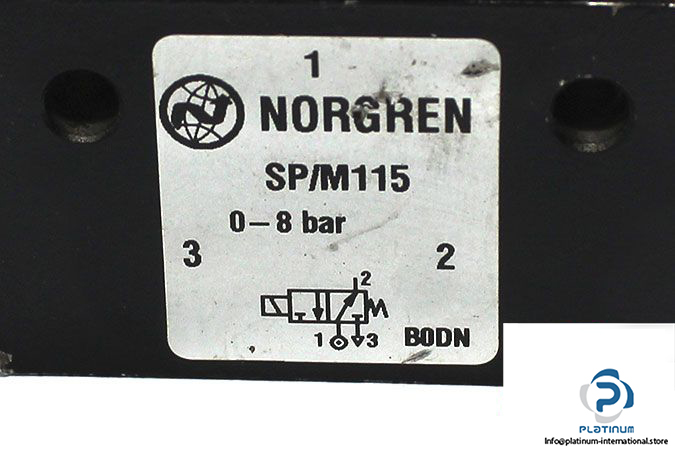 1
NORGREN
SP/M115
0–8 bar
3 2
2
1 3 BODN
PLATINUM
Info@platinum-international.store